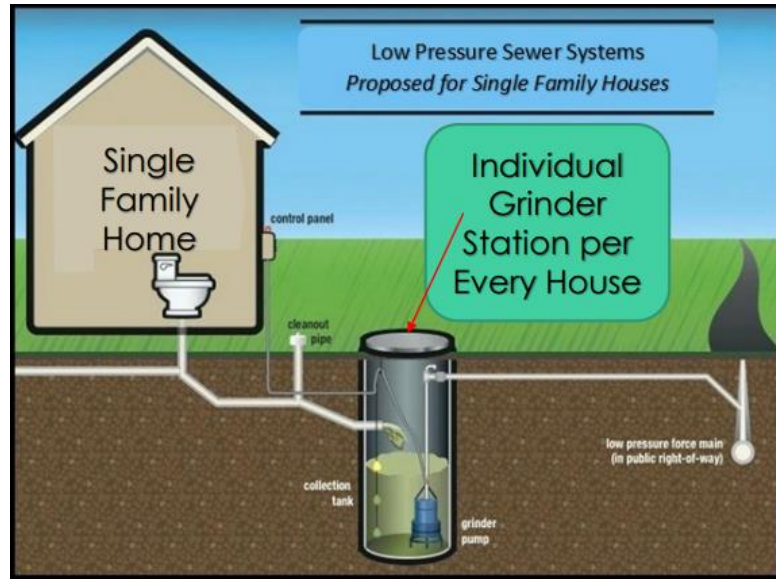 Low Pressure Sewer Systems
Proposed for Single Family Houses
Single
Family
Home
Individual
Grinder
Station per
Every House
control panel
cleanout
pipe
low pressure force main
(in public right-of-way)
collection
tank
grinder
pump